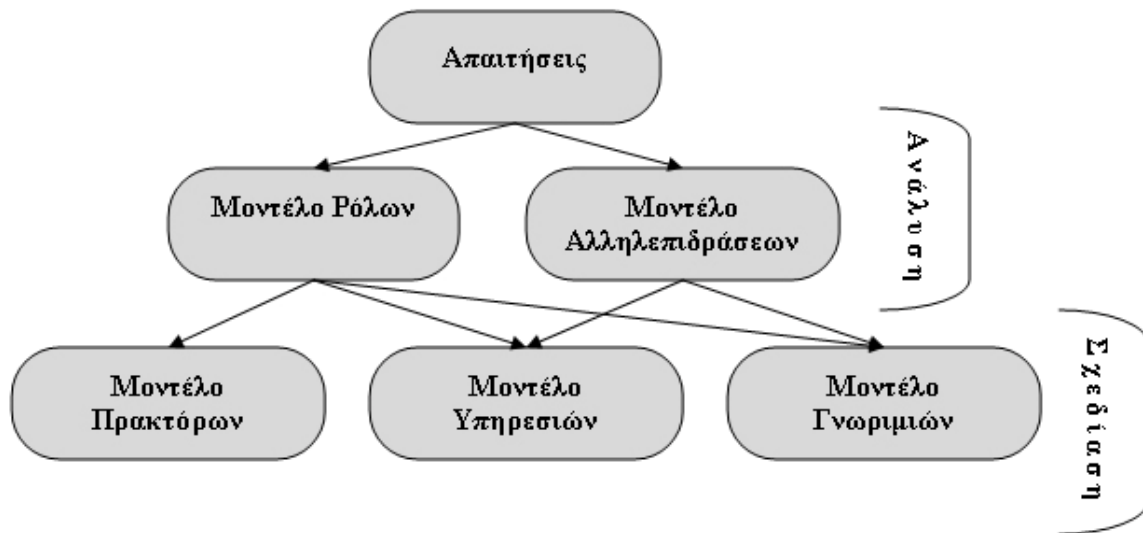 Απαιτήσεις
Μοντέλο Ρόλων
Μοντέλο
Αλληλεπιδράσεων
Ανάλυση
Μοντέλο
Πρακτόρων
Μοντέλο
Υπηρεσιών
Μοντέλο
Γνωριμιών
Σχεδίαση